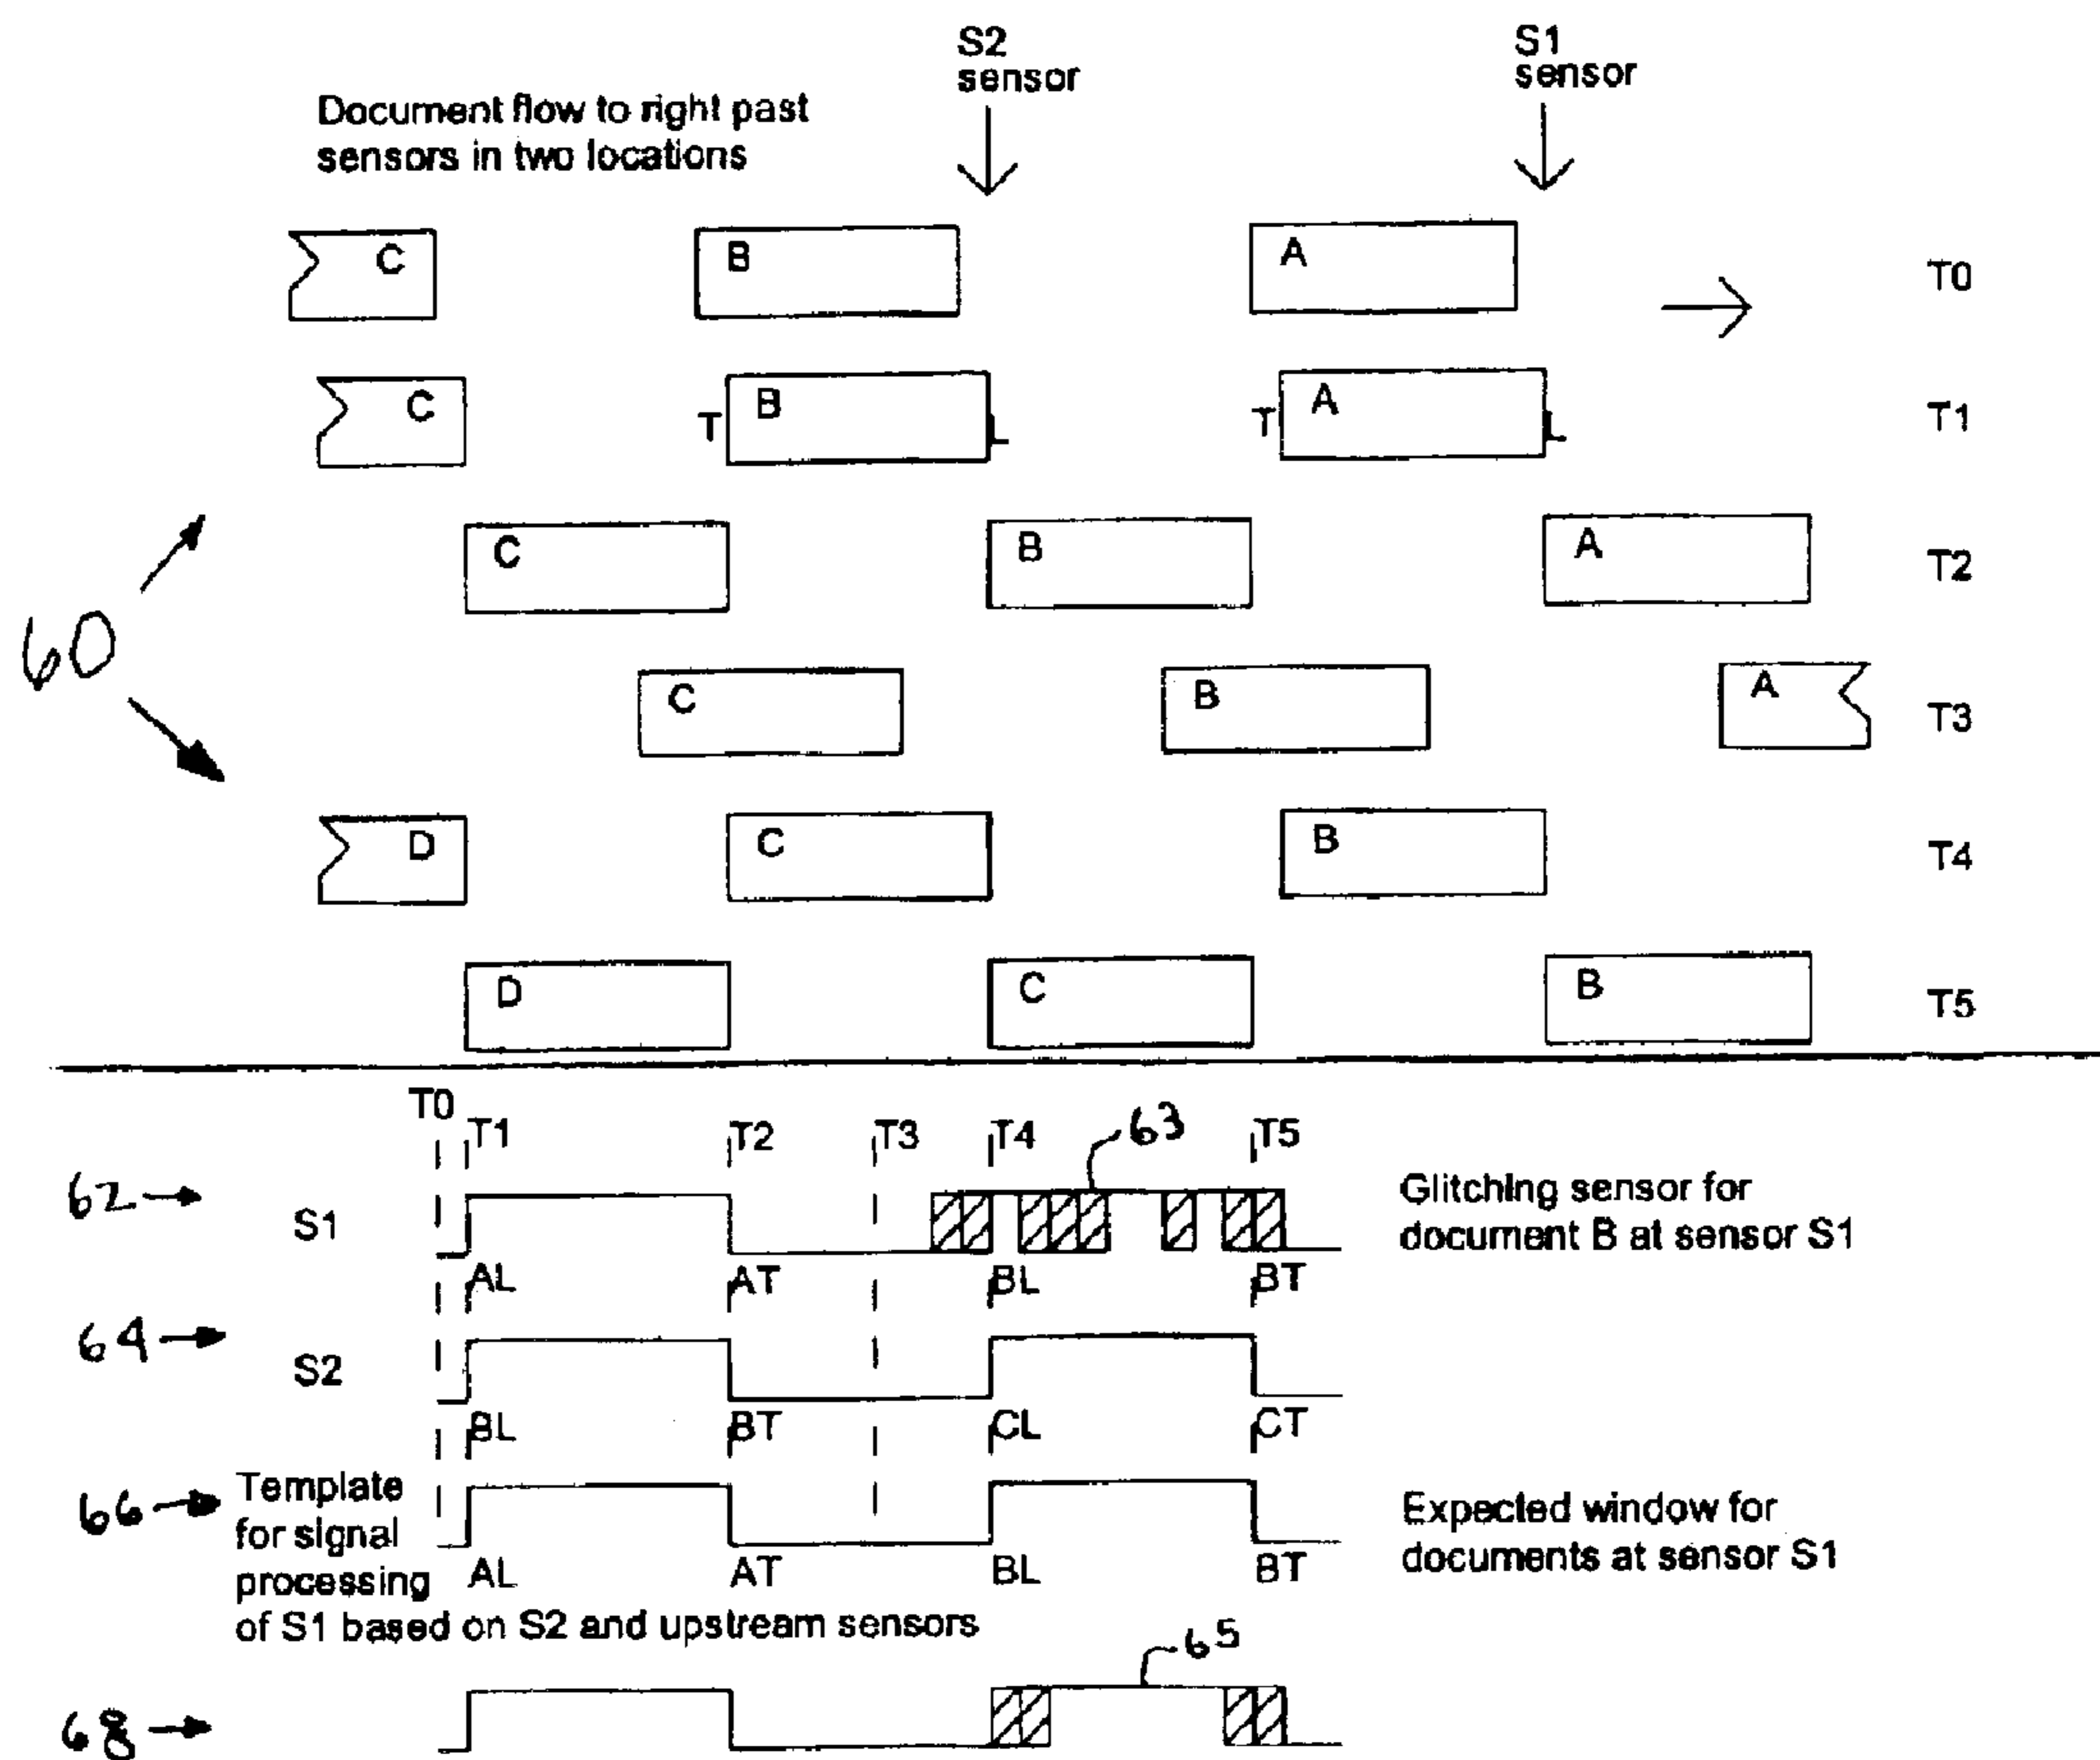 S2
sensor
S1
sensor
Document flow to right past
sensors in two locations
C
B
A
T0
C
T
B
L
T
A
L
T1
C
B
A
T2
60
C
B
A
T3
D
C
B
T4
D
C
B
T5
T0
T1
T2
T3
T4
63
T5
62
S1
Glitching sensor for
document B at sensor S1
AL
AT
BL
BT
64
S2
BL
BT
CL
CT
66
Template
for signal
processing
of S1 based on S2 and upstream sensors
AL
AT
BL
BT
Expected window for
documents at sensor S1
65
68